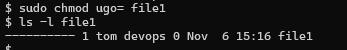 $ sudo chmod ugo= file1
$ ls -l file1
---------- 1 tom devops 0 Nov  6 15:16 file1
$